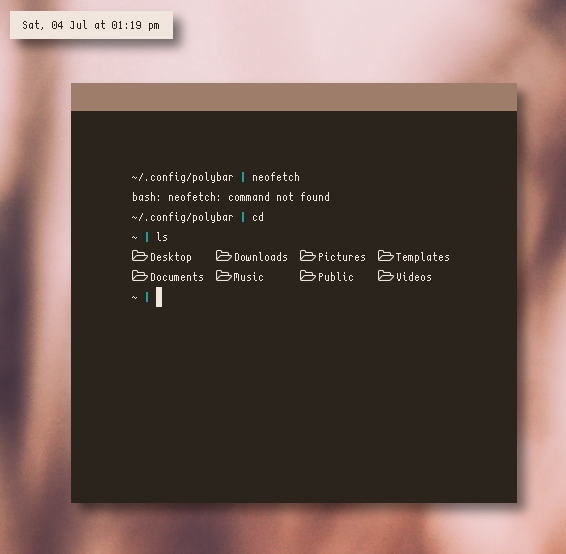 Sat, 04 Jul at 01:19 pm
~/.config/polybar | neofetch
bash: neofetch: command not found
~/.config/polybar | cd
~ | ls
Desktop Downloads Pictures Templates
Documents Music Public Videos
~ |